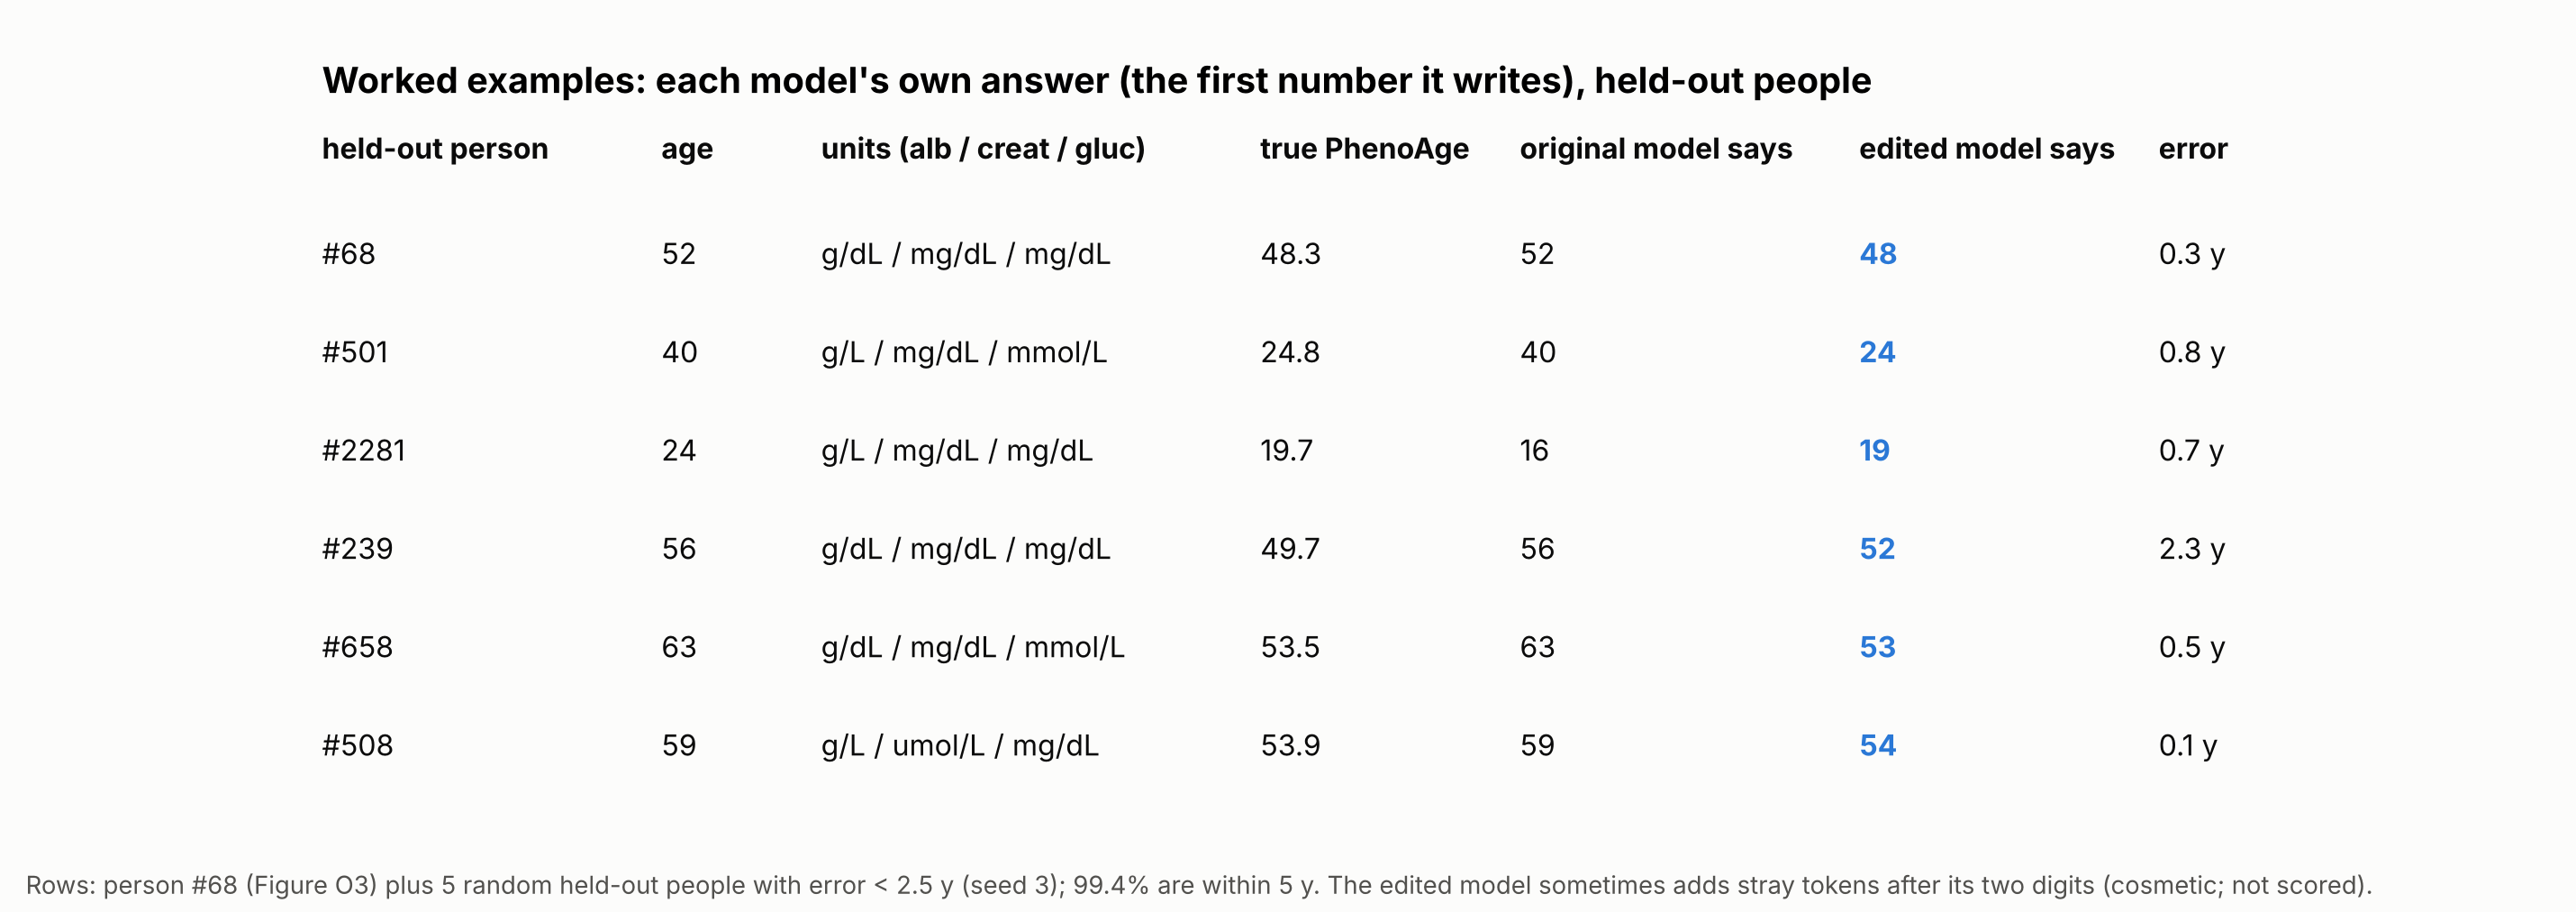 Worked examples: each model's own answer (the first number it writes), held-out people
held-out person age units (alb / creat / gluc) true PhenoAge original model says edited model says error
#68 52 g/dL / mg/dL / mg/dL 48.3 52 48 0.3 y
#501 40 g/L / mg/dL / mmol/L 24.8 40 24 0.8 y
#2281 24 g/L / mg/dL / mg/dL 19.7 16 19 0.7 y
#239 56 g/dL / mg/dL / mg/dL 49.7 56 52 2.3 y
#658 63 g/dL / mg/dL / mmol/L 53.5 63 53 0.5 y
#508 59 g/L / umol/L / mg/dL 53.9 59 54 0.1 y
Rows: person #68 (Figure O3) plus 5 random held-out people with error < 2.5 y (seed 3); 99.4% are within 5 y. The edited model sometimes adds stray tokens after its two digits (cosmetic; not scored).